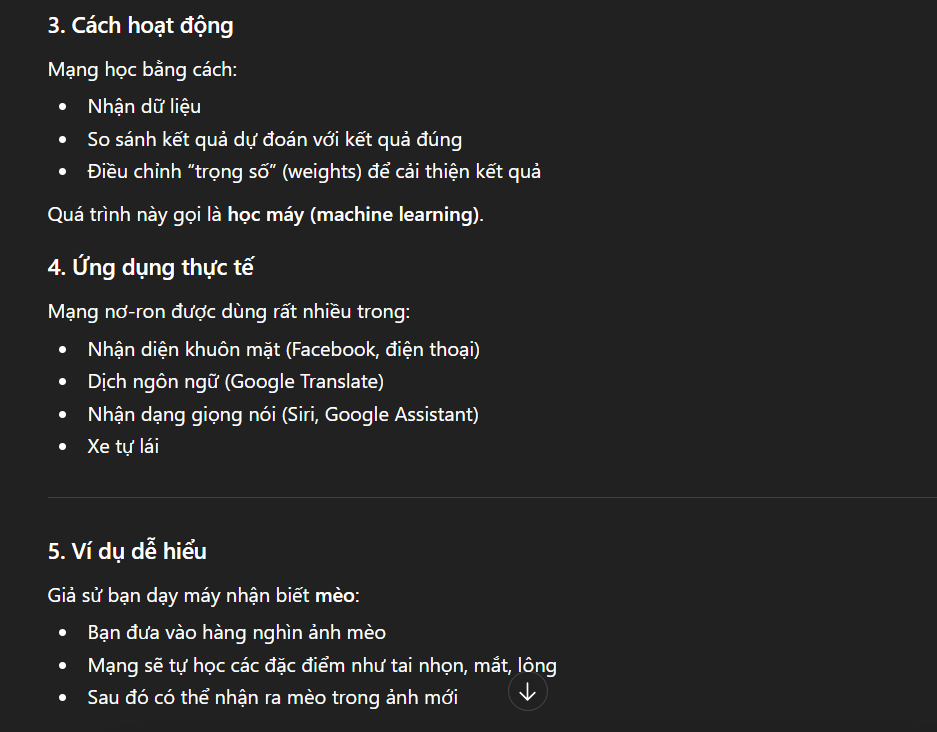 3. Cách hoạt động
Mạng học bằng cách:
Nhận dữ liệu
So sánh kết quả dự đoán với kết quả đúng
Điều chỉnh “trọng số” (weights) để cải thiện kết quả
Quá trình này gọi là học máy (machine learning).
4. Ứng dụng thực tế
Mạng nơ-ron được dùng rất nhiều trong:
Nhận diện khuôn mặt (Facebook, điện thoại)
Dịch ngôn ngữ (Google Translate)
Nhận dạng giọng nói (Siri, Google Assistant)
Xe tự lái
5. Ví dụ dễ hiểu
Giả sử bạn dạy máy nhận biết mèo:
Bạn đưa vào hàng nghìn ảnh mèo
Mạng sẽ tự học các đặc điểm như tai nhọn, mắt, lông
Sau đó có thể nhận ra mèo trong ảnh mới